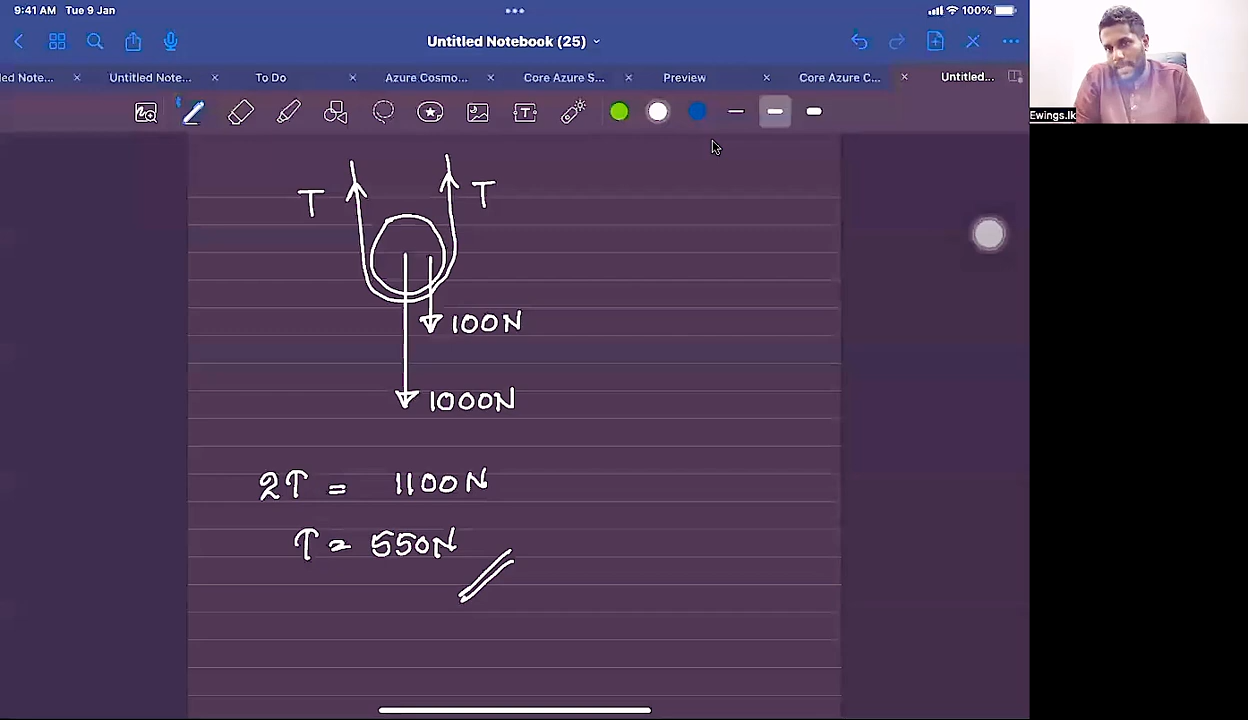 9:41 AM Tue 9 Jan
100%
Untitled Notebook (25)
led Note...
Untitled Note...
To Do
Azure Cosmo...
Core Azure S...
Preview
Core Azure C...
Untitled...
Ewings.lk
T
T
100N
1000N
2T = 1100N
T = 550N